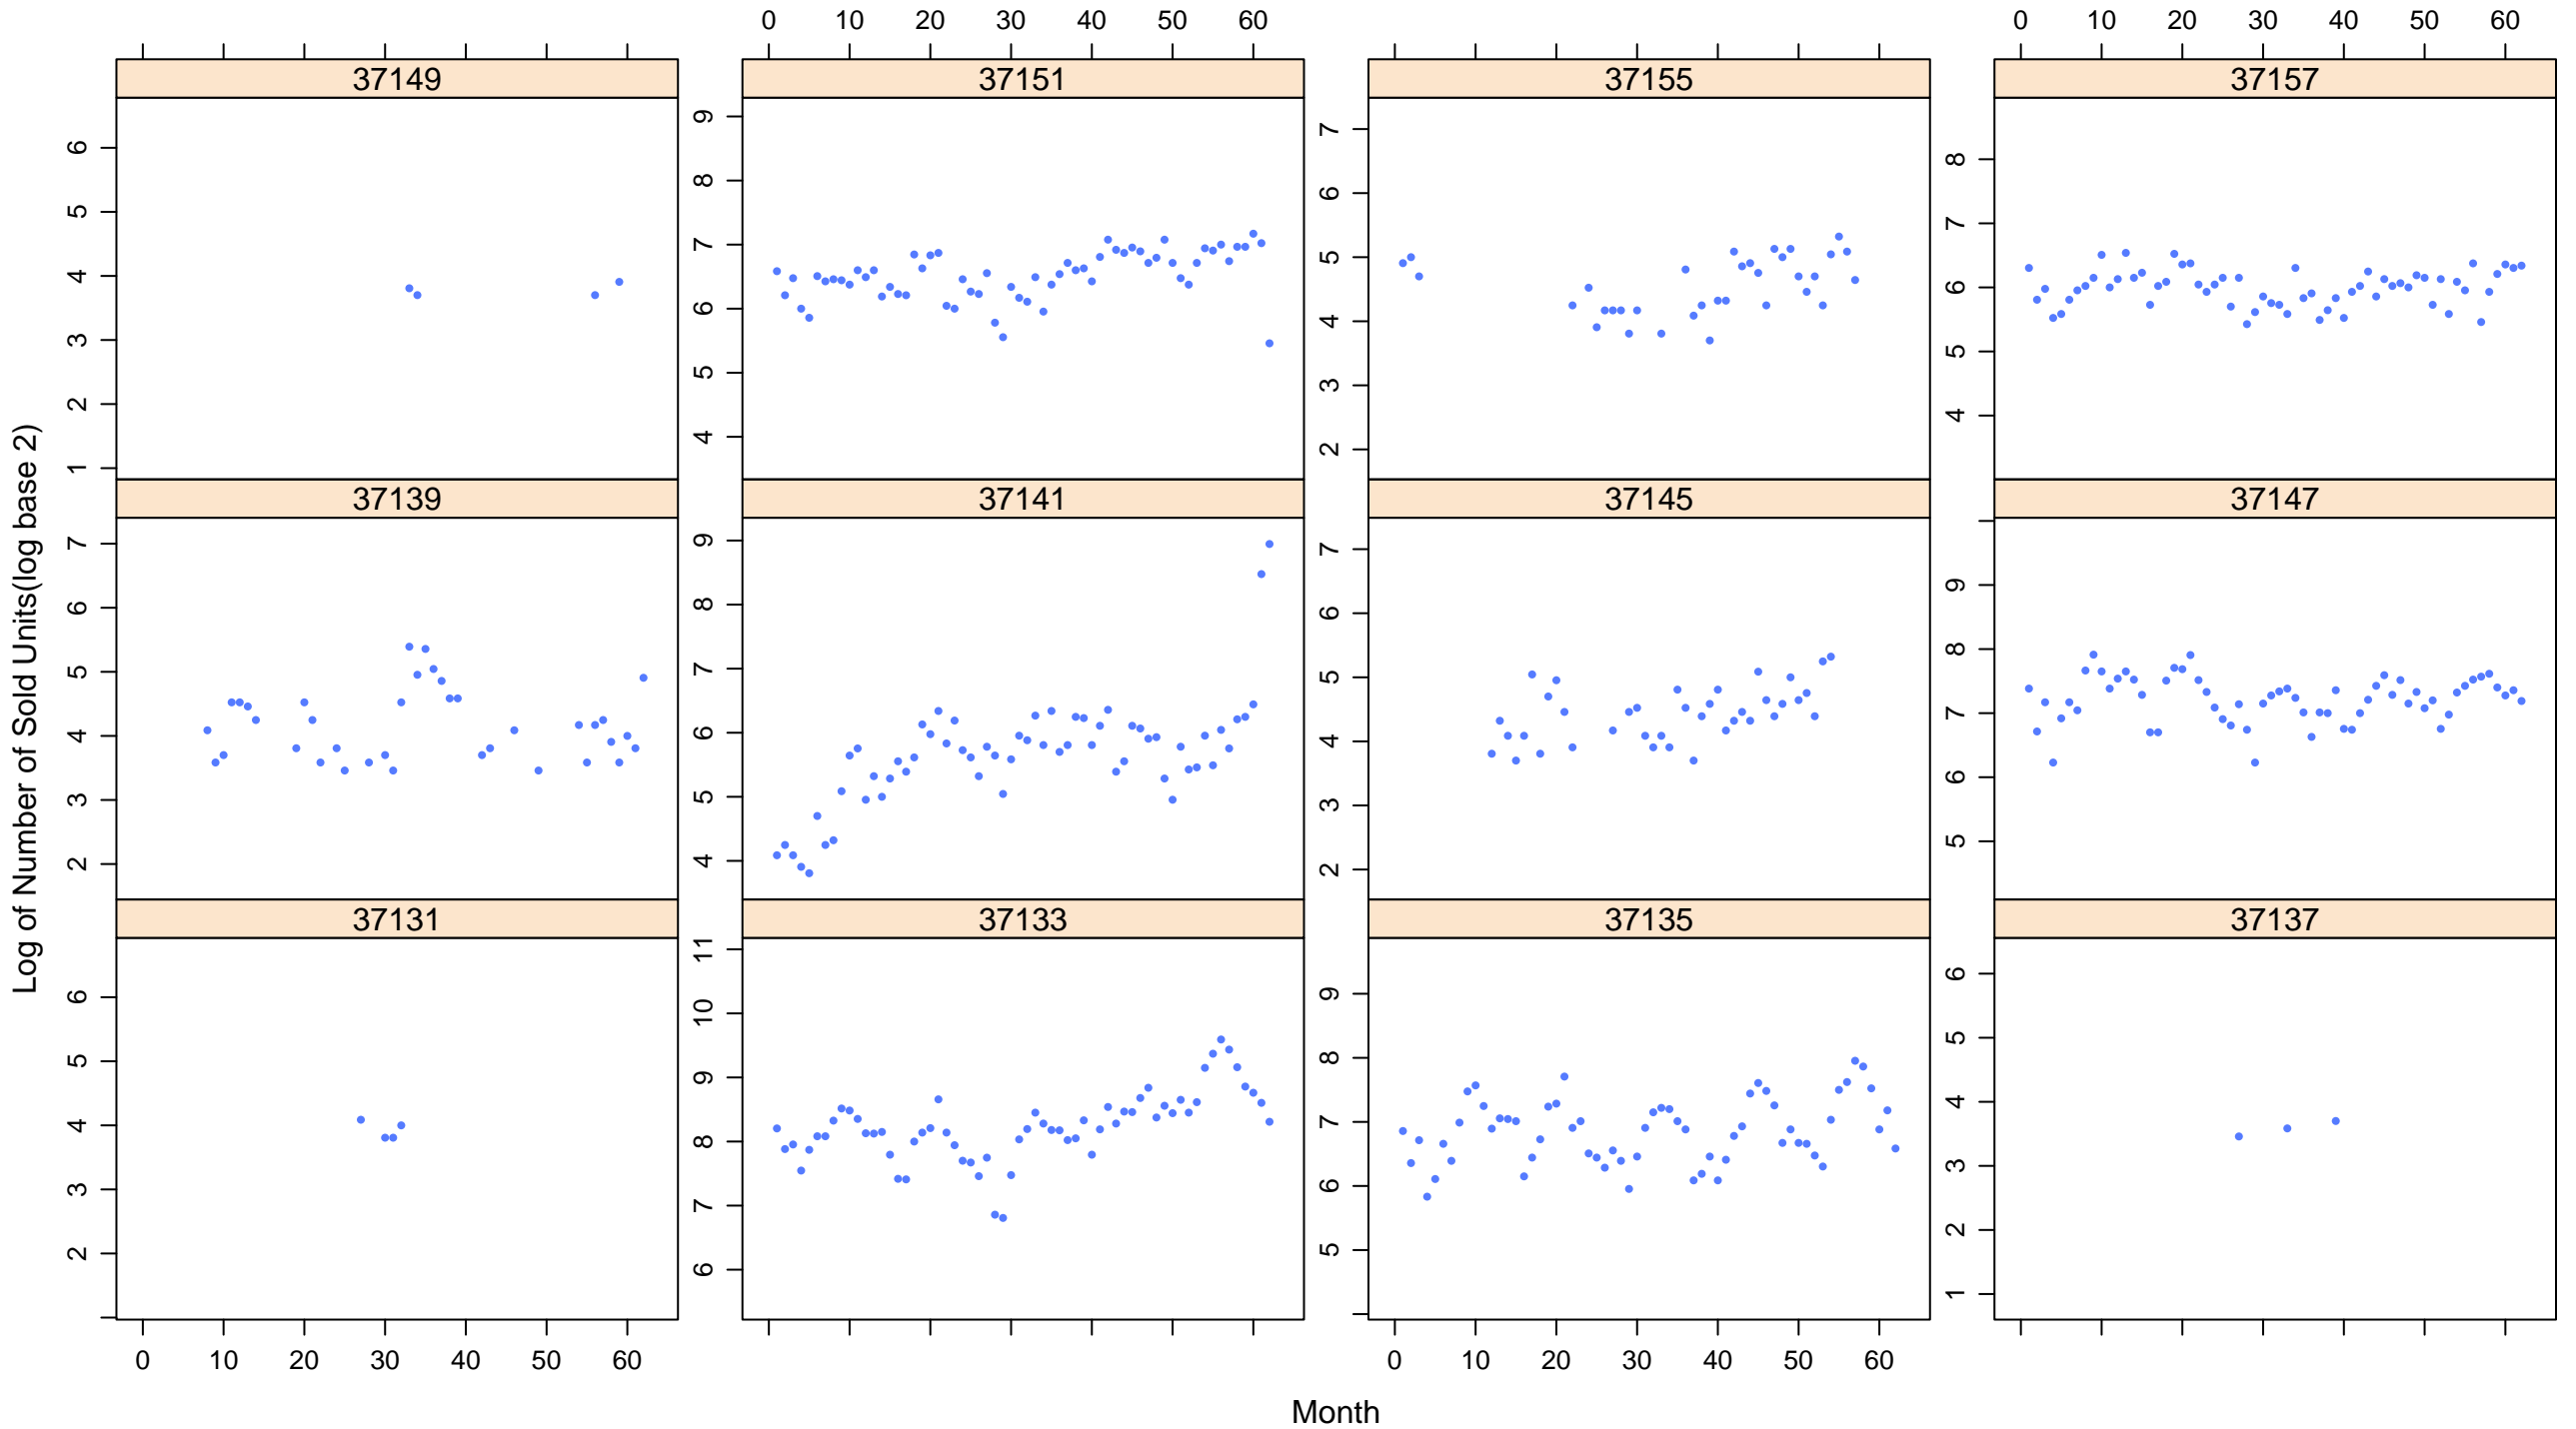 0 10 20 30 40 50 60 0 10 20 30 40 50 60
37149 37151 37155 37157
6 5 4 3 2 1
9 8 7 6 5 4
7 6 5 4 3 2
8 7 6 5 4
37139 37141 37145 37147
7 6 5 4 3 2
9 8 7 6 5 4
7 6 5 4 3 2
9 8 7 6 5
37131 37133 37135 37137
6 5 4 3 2
11 10 9 8 7 6
9 8 7 6 5
6 5 4 3 2 1
0 10 20 30 40 50 60 0 10 20 30 40 50 60
Month
Log of Number of Sold Units(log base 2)